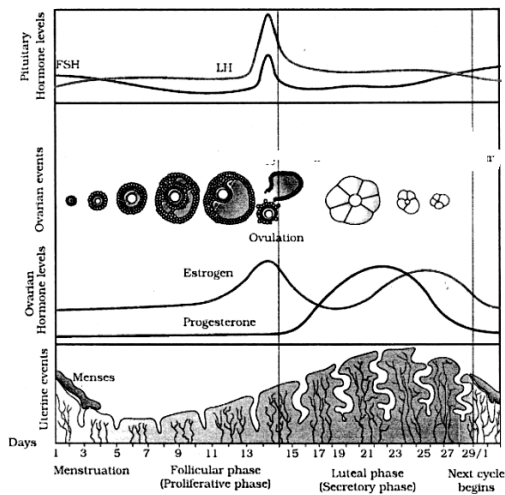 Pituitary
Hormone levels
FSH
LH
Ovarian events
Ovulation
Ovarian
Hormone levels
Estrogen
Progesterone
Uterine events
Menses
Days
1 3 5 7 9 11 13 15 17 19 21 23 25 27 29/1
Menstruation
Follicular phase
(Proliferative phase)
Luteal phase
(Secretory phase)
Next cycle
begins